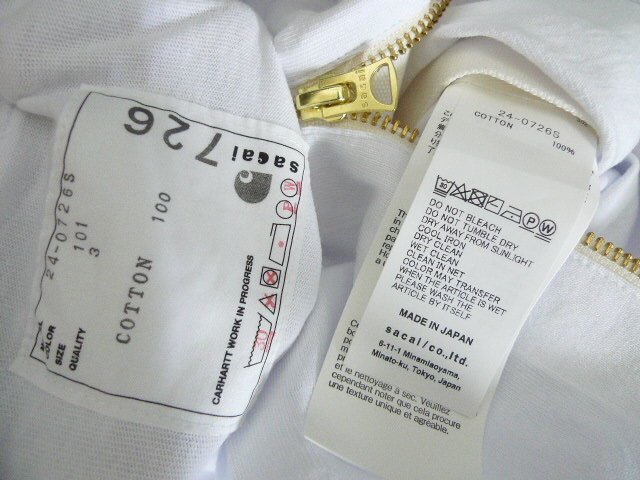 sacai
726
sacai
24-0726S
101
3
COTTON 100
COLOR
SIZE
QUALITY
P W
30
CARHARTT WORK IN PROGRESS
24-0726S
COTTON 100%
30 P W
DO NOT BLEACH
DO NOT TUMBLE DRY
DRY AWAY FROM SUNLIGHT
COOL IRON
DRY CLEAN
WET CLEAN
CLEAN IN NET
COLOR MAY TRANSFER
WHEN THE ARTICLE IS WET
PLEASE WASH THE
ARTICLE BY ITSELF
MADE IN JAPAN
sacai/co.,ltd.
6-11-1 Minamiaoyama,
Minato-ku, Tokyo, Japan
et le nettoyage à sec. Veuillez
cependant noter que cela procure
une texture unique et agréable.